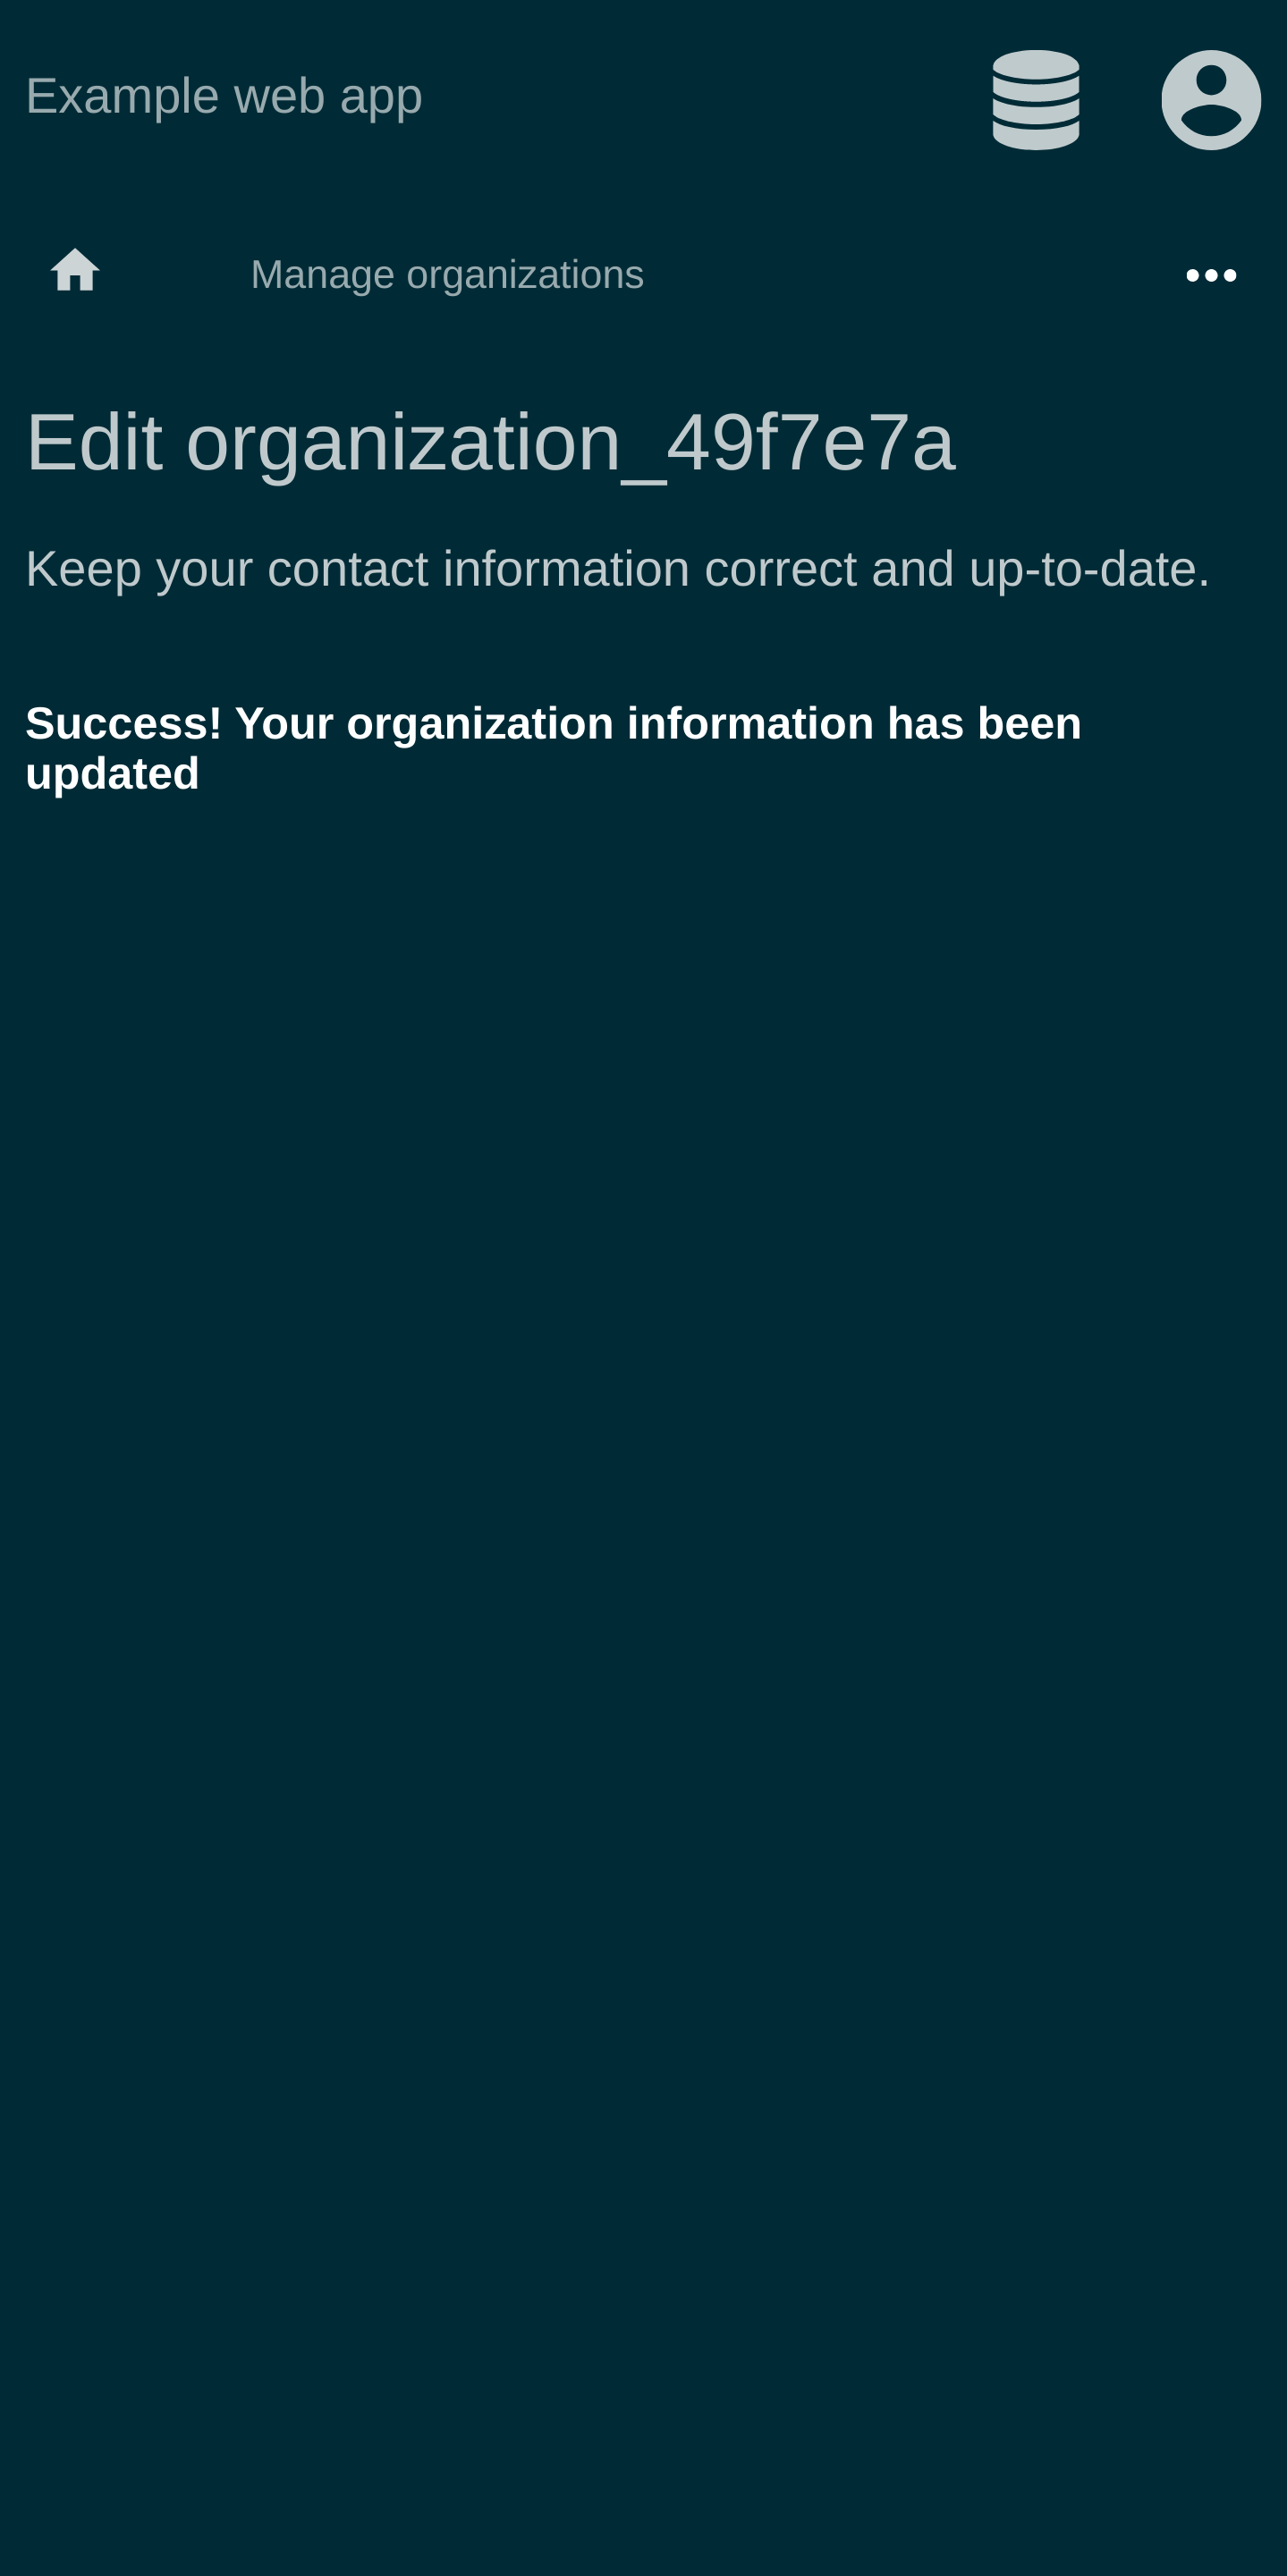 Example web app
Manage organizations
Edit organization_49f7e7a
Keep your contact information correct and up-to-date.
Success! Your organization information has been
updated